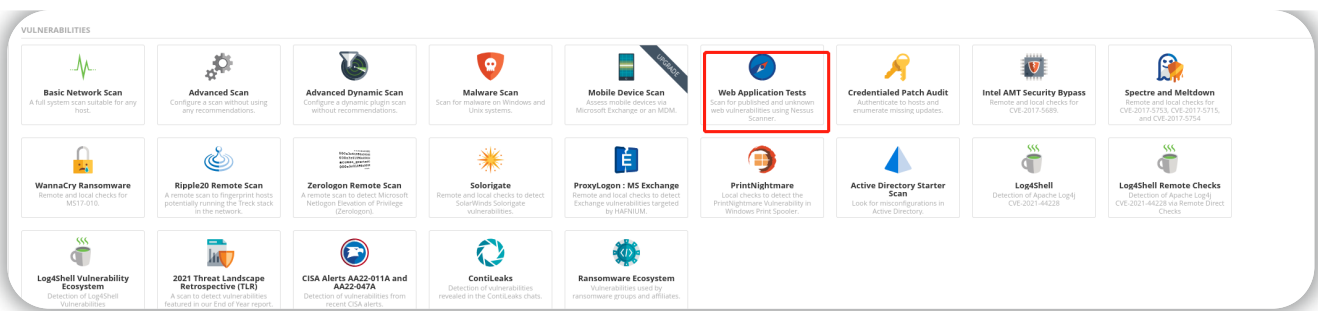 VULNERABILITIES
Basic Network Scan
A full system scan suitable for any
host.
Advanced Scan
Configure a scan without using
any recommendations.
Advanced Dynamic Scan
Configure a dynamic plugin scan
without recommendations.
Malware Scan
Scan for malware on Windows and
Unix systems.
UPGRADE
Mobile Device Scan
Assess mobile devices via
Microsoft Exchange or an MDM.
Web Application Tests
Scan for published and unknown
web vulnerabilities using Nessus
Scanner.
Credentialed Patch Audit
Authenticate to hosts and
enumerate missing updates.
Intel AMT Security Bypass
Remote and local checks for
CVE-2017-5689.
Spectre and Meltdown
Remote and local checks for
CVE-2017-5753, CVE-2017-5715,
and CVE-2017-5754
WannaCry Ransomware
Remote and local checks for
MS17-010.
Ripple20 Remote Scan
A remote scan to fingerprint hosts
potentially running the Treck stack
in the network.
Zerologon Remote Scan
A remote scan to detect Microsoft
Netlogon Elevation of Privilege
(Zerologon).
Solorigate
Remote and local checks to detect
SolarWinds Solorigate
vulnerabilities.
ProxyLogon : MS Exchange
Remote and local checks to detect
Exchange vulnerabilities targeted
by HAFNIUM.
PrintNightmare
Local checks to detect the
PrintNightmare Vulnerability in
Windows Print Spooler.
Active Directory Starter
Scan
Look for misconfigurations in
Active Directory.
Log4Shell
Detection of Apache Log4j
CVE-2021-44228
Log4Shell Remote Checks
Detection of Apache Log4j
CVE-2021-44228 via Remote Direct
Checks
Log4Shell Vulnerability
Ecosystem
Detection of Log4Shell
Vulnerabilities
2021 Threat Landscape
Retrospective (TLR)
A scan to detect vulnerabilities
featured in our End of Year report.
CISA Alerts AA22-011A and
AA22-047A
Detection of vulnerabilities from
recent CISA alerts.
ContiLeaks
Detection of vulnerabilities
revealed in the ContiLeaks chats.
Ransomware Ecosystem
Vulnerabilities used by
ransomware groups and affiliates.